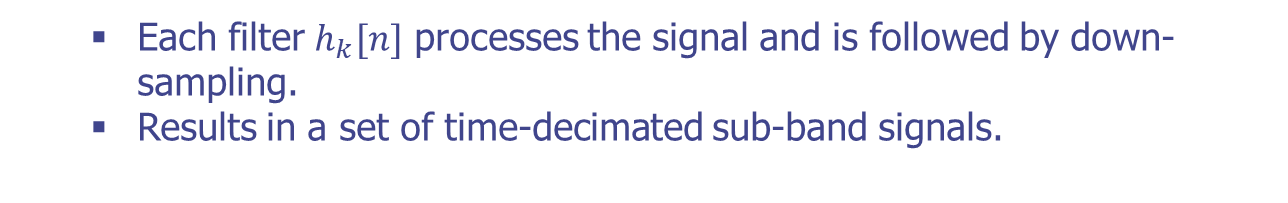 ▪ Each filter hₖ[n] processes the signal and is followed by down-
sampling.
▪ Results in a set of time-decimated sub-band signals.